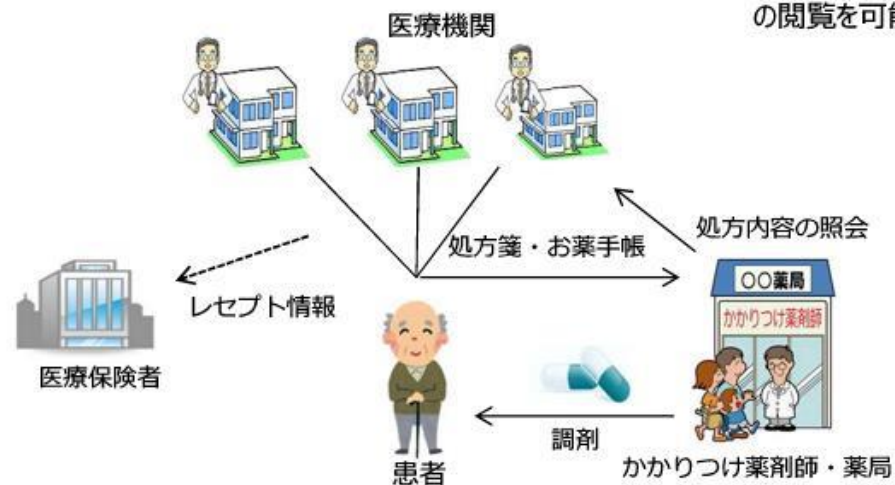 の閲覧を可能
医療機関
処方内容の照会
処方箋・お薬手帳
〇〇薬局
かかりつけ薬剤師
レセプト情報
医療保険者
調剤
患者
かかりつけ薬剤師・薬局